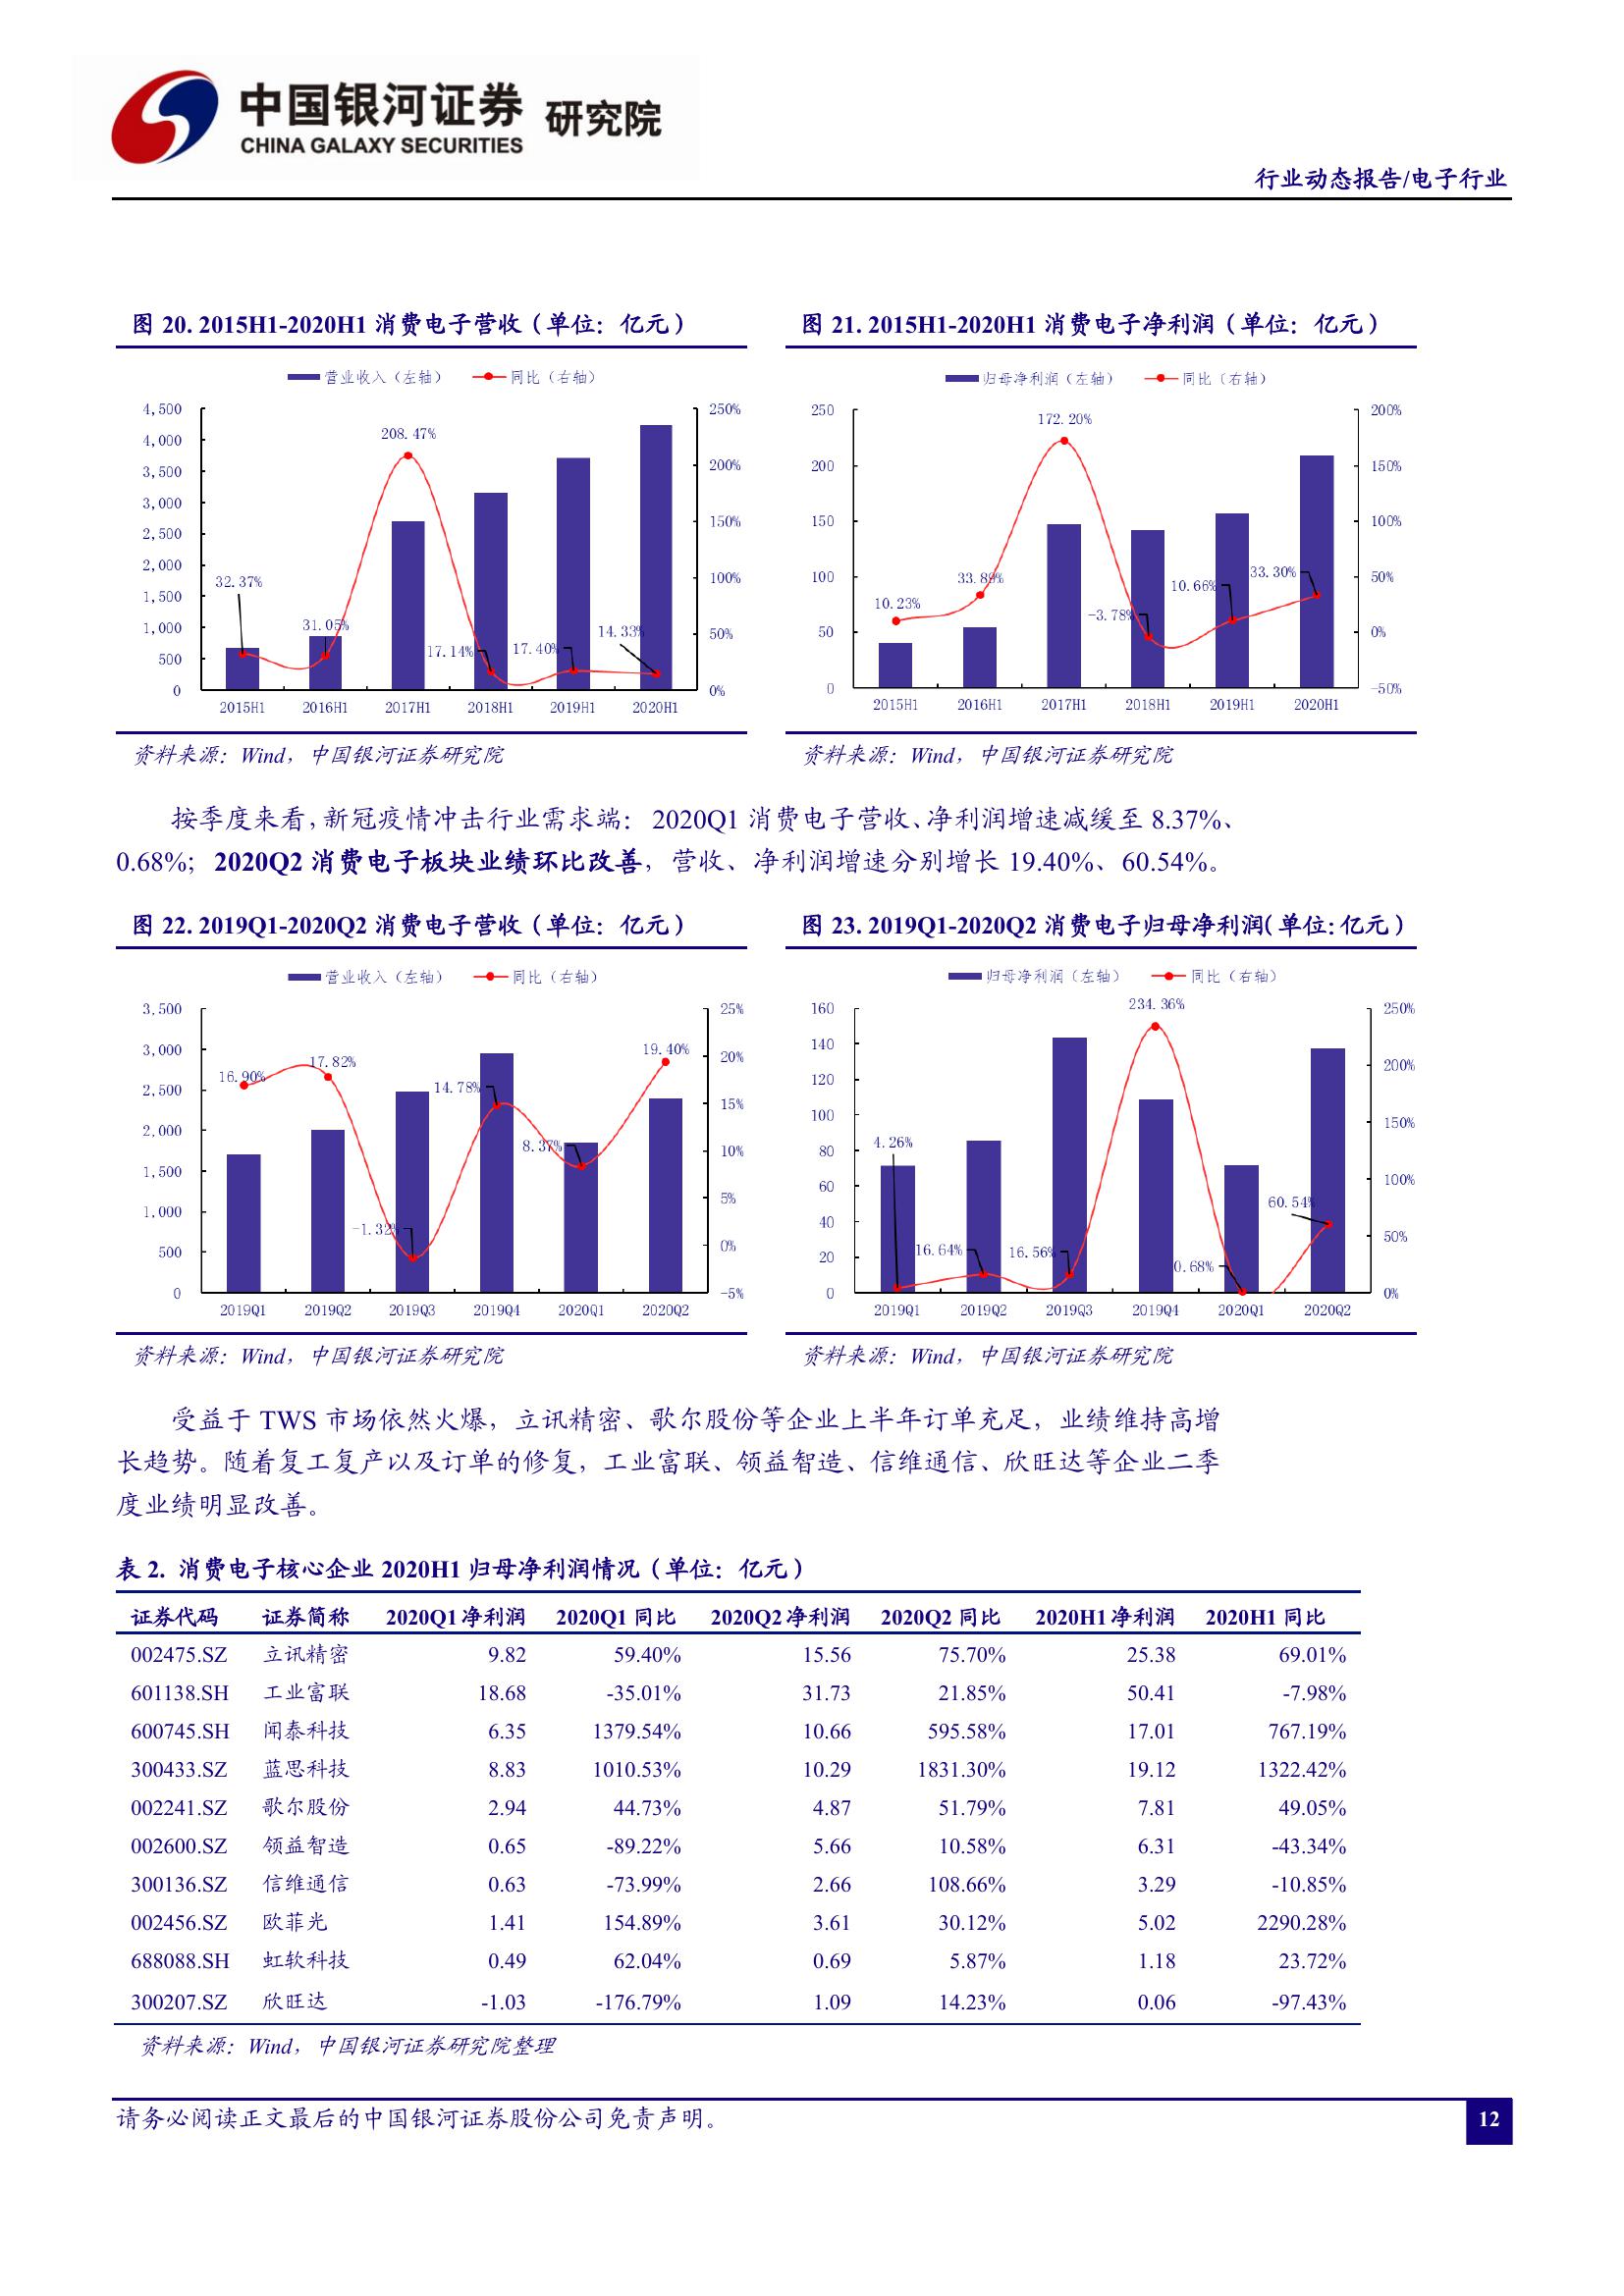 中国银河证券 研究院
CHINA GALAXY SECURITIES
行业动态报告/电子行业
图 20. 2015H1-2020H1 消费电子营收（单位：亿元）
营业收入（左轴） 同比（右轴）
4,500
4,000
3,500
3,000
2,500
2,000
1,500
1,000
500
0
250%
200%
150%
100%
50%
0%
32.37%
31.05%
208.47%
17.14%
17.40%
14.33%
2015H1 2016H1 2017H1 2018H1 2019H1 2020H1
资料来源：Wind，中国银河证券研究院
图 21. 2015H1-2020H1 消费电子净利润（单位：亿元）
归母净利润（左轴） 同比（右轴）
250
200
150
100
50
0
200%
150%
100%
50%
0%
-50%
10.23%
33.89%
172.20%
-3.78%
10.66%
33.30%
2015H1 2016H1 2017H1 2018H1 2019H1 2020H1
资料来源：Wind，中国银河证券研究院
按季度来看，新冠疫情冲击行业需求端：2020Q1 消费电子营收、净利润增速减缓至 8.37%、
0.68%；2020Q2 消费电子板块业绩环比改善，营收、净利润增速分别增长 19.40%、60.54%。
图 22. 2019Q1-2020Q2 消费电子营收（单位：亿元）
营业收入（左轴） 同比（右轴）
3,500
3,000
2,500
2,000
1,500
1,000
500
0
25%
20%
15%
10%
5%
0%
-5%
16.90%
17.82%
-1.32%
14.78%
8.37%
19.40%
2019Q1 2019Q2 2019Q3 2019Q4 2020Q1 2020Q2
资料来源：Wind，中国银河证券研究院
图 23. 2019Q1-2020Q2 消费电子归母净利润（单位：亿元）
归母净利润（左轴） 同比（右轴）
160
140
120
100
80
60
40
20
0
250%
200%
150%
100%
50%
0%
4.26%
16.64%
16.56%
234.36%
0.68%
60.54%
2019Q1 2019Q2 2019Q3 2019Q4 2020Q1 2020Q2
资料来源：Wind，中国银河证券研究院
受益于 TWS 市场依然火爆，立讯精密、歌尔股份等企业上半年订单充足，业绩维持高增
长趋势。随着复工复产以及订单的修复，工业富联、领益智造、信维通信、欣旺达等企业二季
度业绩明显改善。
表 2. 消费电子核心企业 2020H1 归母净利润情况（单位：亿元）
证券代码 证券简称 2020Q1 净利润 2020Q1 同比 2020Q2 净利润 2020Q2 同比 2020H1 净利润 2020H1 同比
002475.SZ 立讯精密 9.82 59.40% 15.56 75.70% 25.38 69.01%
601138.SH 工业富联 18.68 -35.01% 31.73 21.85% 50.41 -7.98%
600745.SH 闻泰科技 6.35 1379.54% 10.66 595.58% 17.01 767.19%
300433.SZ 蓝思科技 8.83 1010.53% 10.29 1831.30% 19.12 1322.42%
002241.SZ 歌尔股份 2.94 44.73% 4.87 51.79% 7.81 49.05%
002600.SZ 领益智造 0.65 -89.22% 5.66 10.58% 6.31 -43.34%
300136.SZ 信维通信 0.63 -73.99% 2.66 108.66% 3.29 -10.85%
002456.SZ 欧菲光 1.41 154.89% 3.61 30.12% 5.02 2290.28%
688088.SH 虹软科技 0.49 62.04% 0.69 5.87% 1.18 23.72%
300207.SZ 欣旺达 -1.03 -176.79% 1.09 14.23% 0.06 -97.43%
资料来源：Wind，中国银河证券研究院整理
请务必阅读正文最后的中国银河证券股份公司免责声明。
12